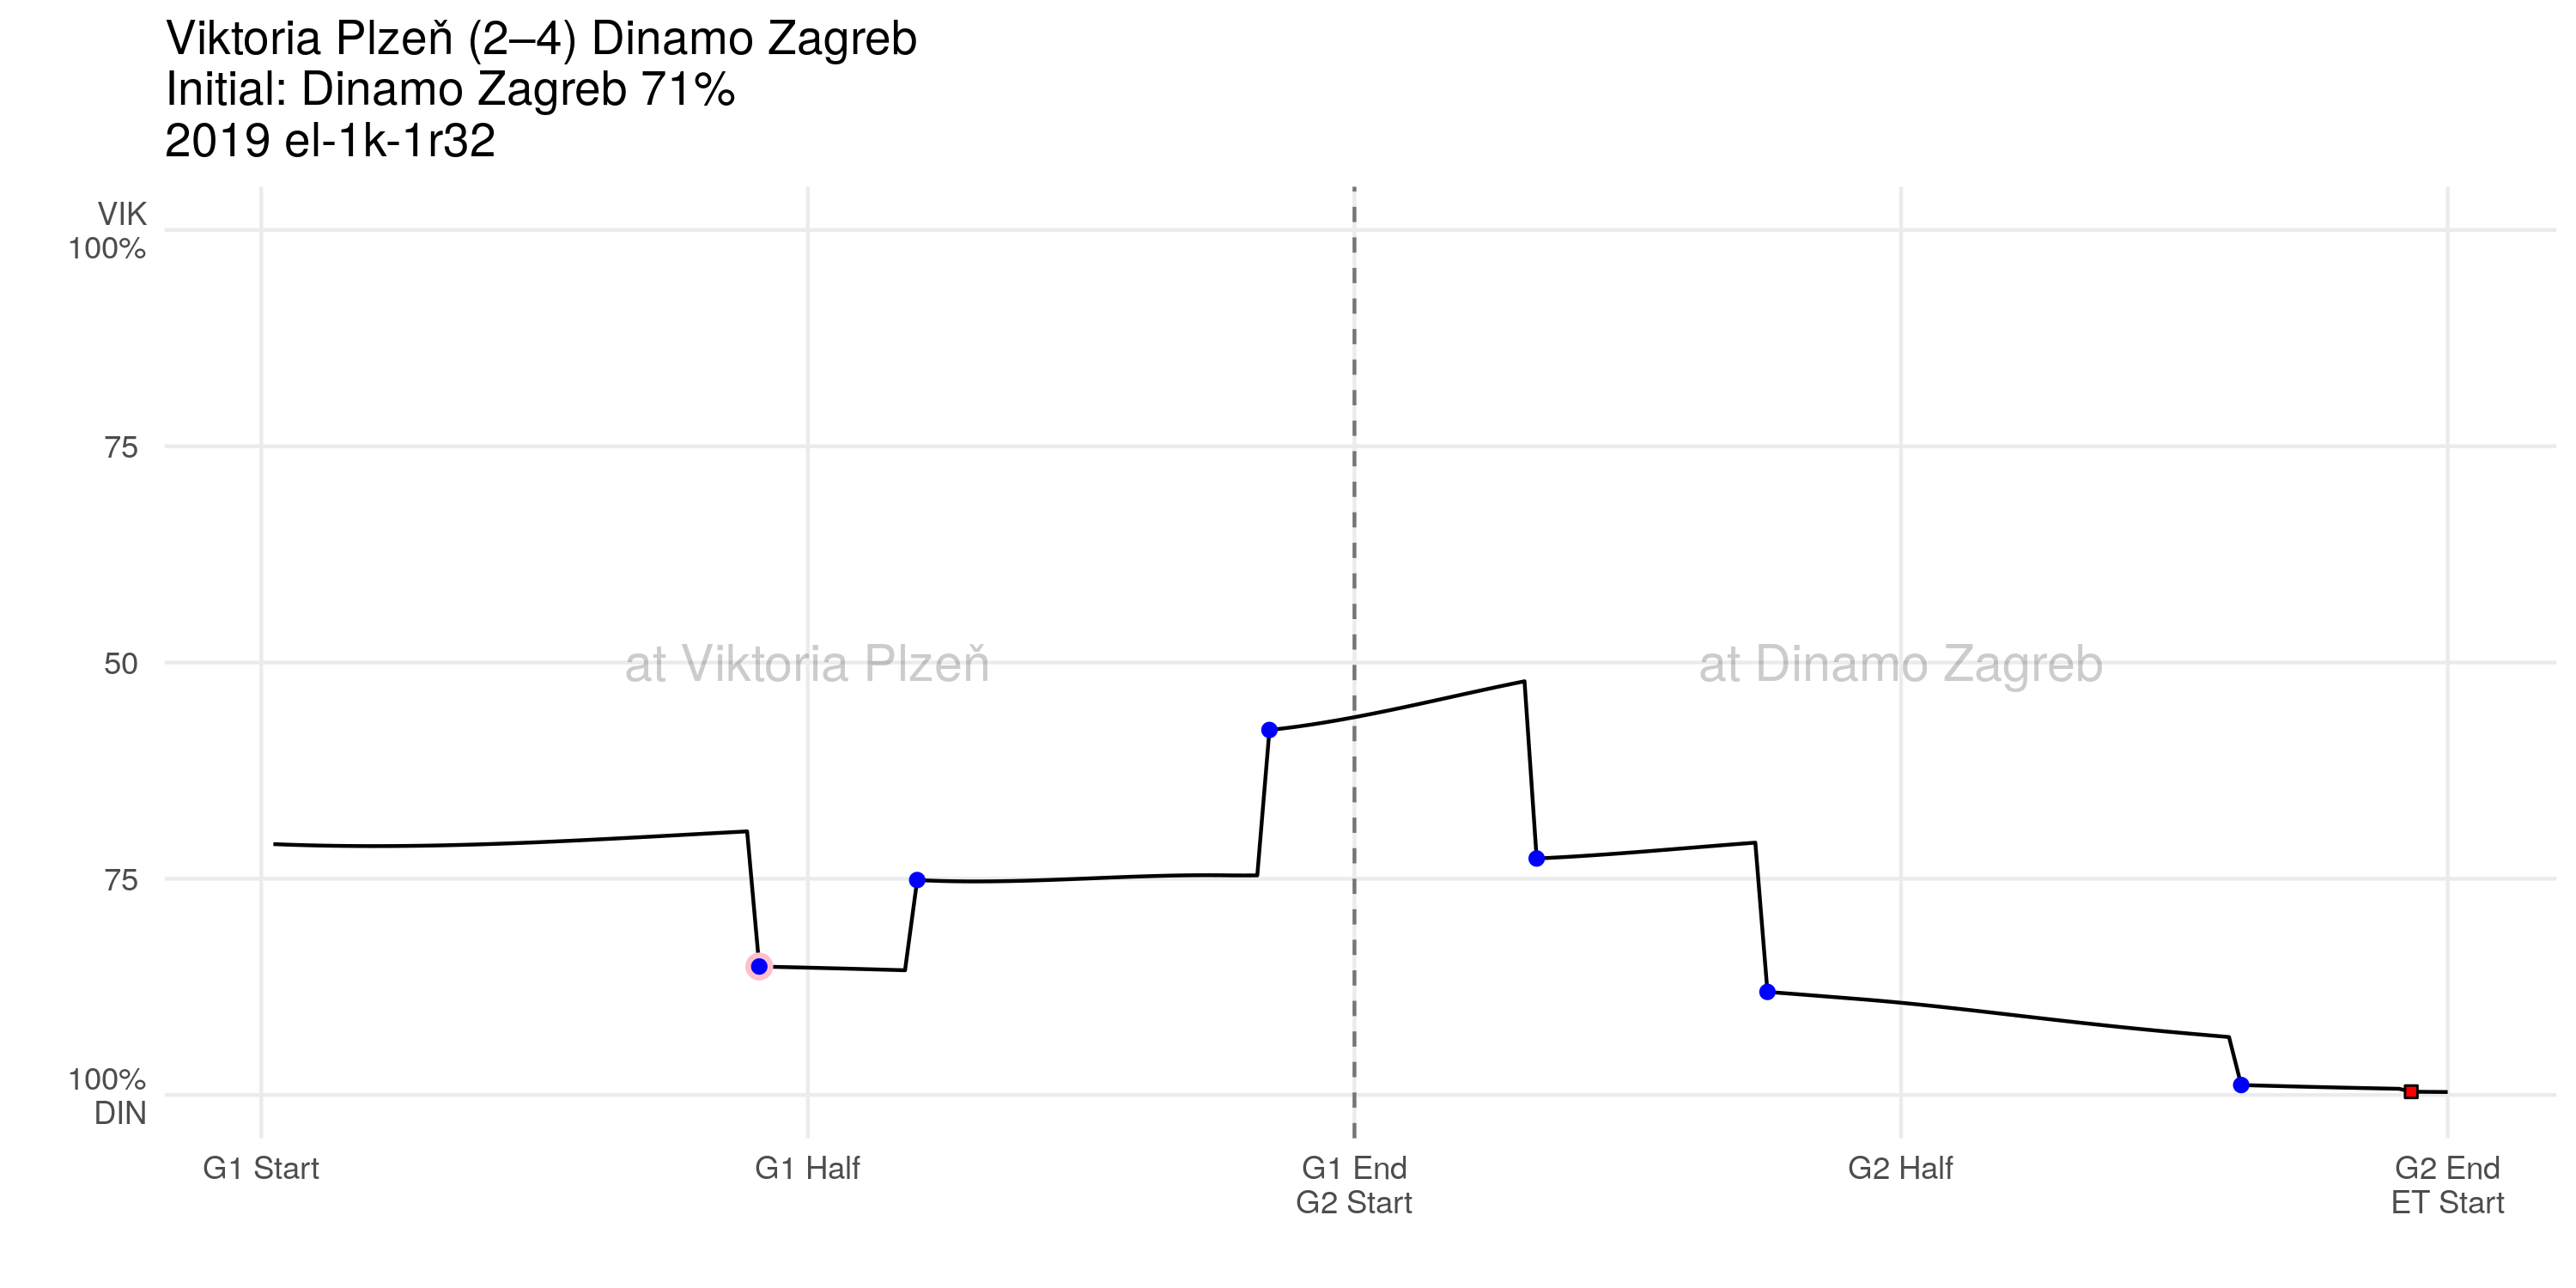 Viktoria Plzeň (2–4) Dinamo Zagreb
Initial: Dinamo Zagreb 71%
2019 el-1k-1r32
VIK
100%
75
50
75
100%
DIN
at Viktoria Plzeň
at Dinamo Zagreb
G1 Start
G1 Half
G1 End
G2 Start
G2 Half
G2 End
ET Start